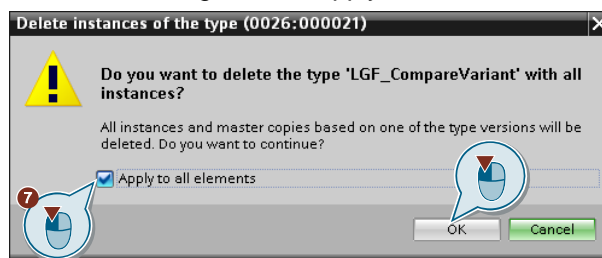 Delete instances of the type (0026:000021)
Do you want to delete the type 'LGF_CompareVariant' with all
instances?
All instances and master copies based on one of the type versions will be
deleted. Do you want to continue?
7
Apply to all elements
OK
Cancel